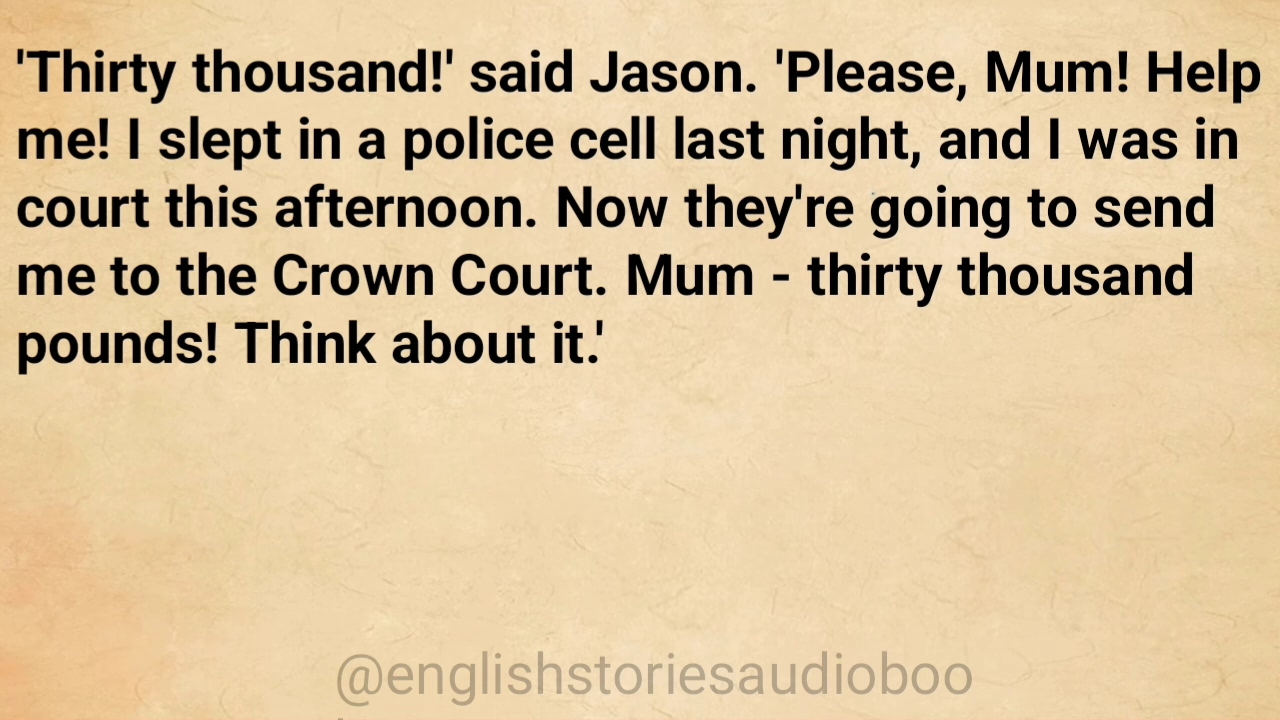 'Thirty thousand!' said Jason. 'Please, Mum! Help
me! I slept in a police cell last night, and I was in
court this afternoon. Now they're going to send
me to the Crown Court. Mum - thirty thousand
pounds! Think about it.'
@englishstoriesaudioboo